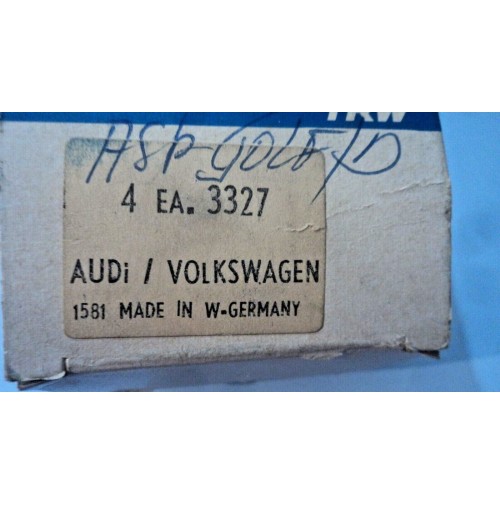 TRW
ASP-GOLF/D
4 EA. 3327
AUDi / VOLKSWAGEN
1581 MADE IN W-GERMANY